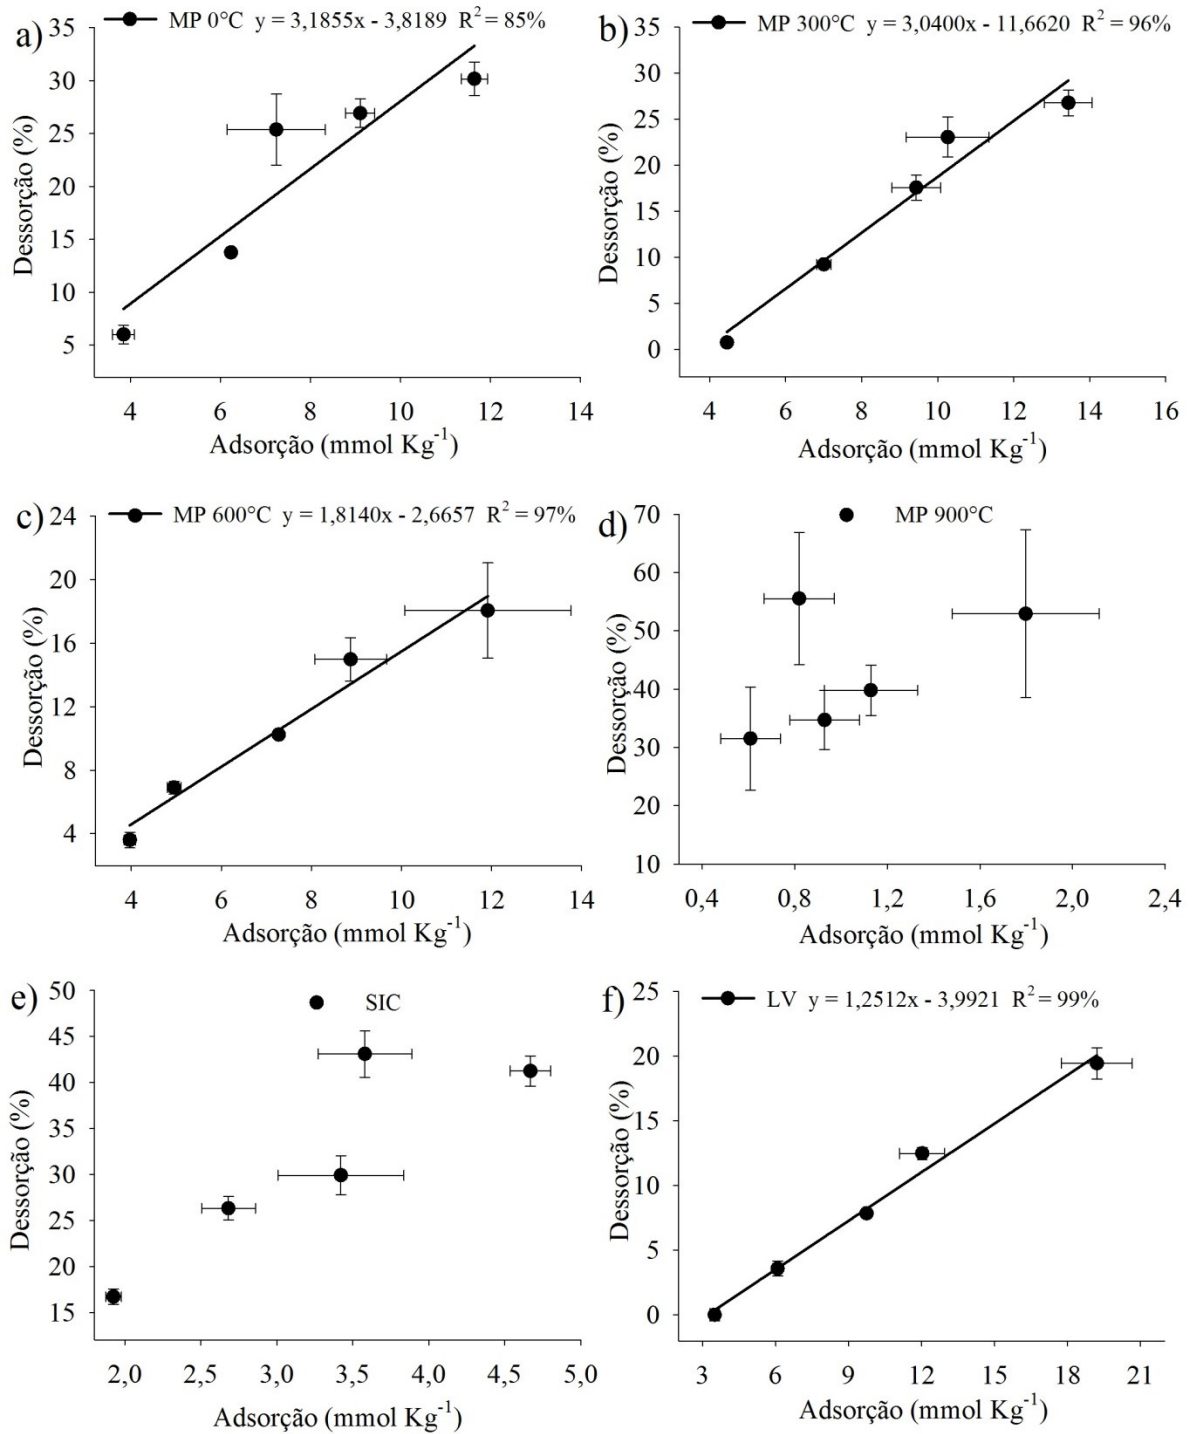 a)
MP 0°C y = 3,1855x - 3,8189 R² = 85%
35
30
25
20
15
10
5
Dessorção (%)
4 6 8 10 12 14
Adsorção (mmol Kg⁻¹)
b)
MP 300°C y = 3,0400x - 11,6620 R² = 96%
35
30
25
20
15
10
5
0
Dessorção (%)
4 6 8 10 12 14 16
Adsorção (mmol Kg⁻¹)
c)
MP 600°C y = 1,8140x - 2,6657 R² = 97%
24
20
16
12
8
4
Dessorção (%)
4 6 8 10 12 14
Adsorção (mmol Kg⁻¹)
d)
MP 900°C
70
60
50
40
30
20
10
Dessorção (%)
0,4 0,8 1,2 1,6 2,0 2,4
Adsorção (mmol Kg⁻¹)
e)
SIC
50
45
40
35
30
25
20
15
Dessorção (%)
2,0 2,5 3,0 3,5 4,0 4,5 5,0
Adsorção (mmol Kg⁻¹)
f)
LV y = 1,2512x - 3,9921 R² = 99%
25
20
15
10
5
0
Dessorção (%)
3 6 9 12 15 18 21
Adsorção (mmol Kg⁻¹)